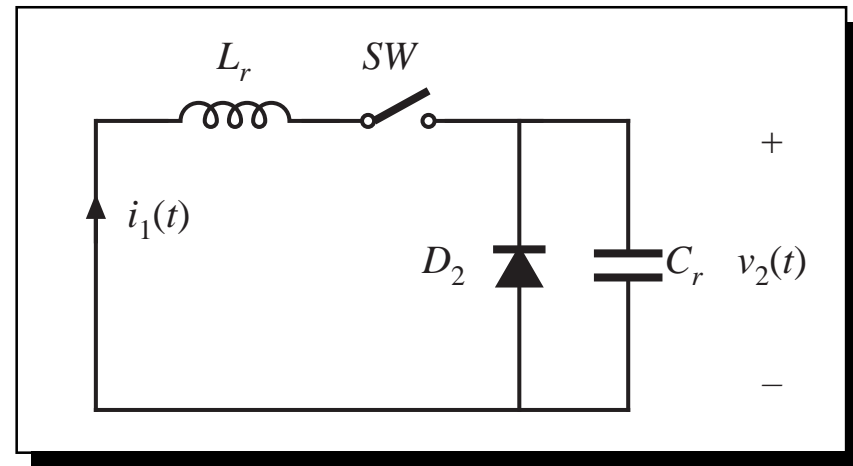 L_r SW
+
i_1(t)
D_2 C_r v_2(t)
–